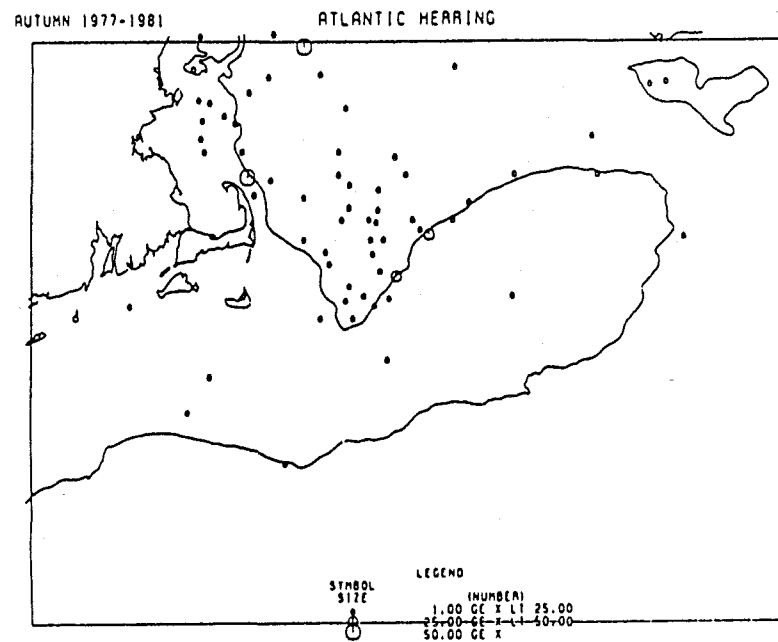 AUTUMN 1977-1981
ATLANTIC HERRING
LEGEND
SYMBOL
SIZE
(NUMBER)
1.00 GE X LT 25.00
25.00 GE X LT 50.00
50.00 GE X